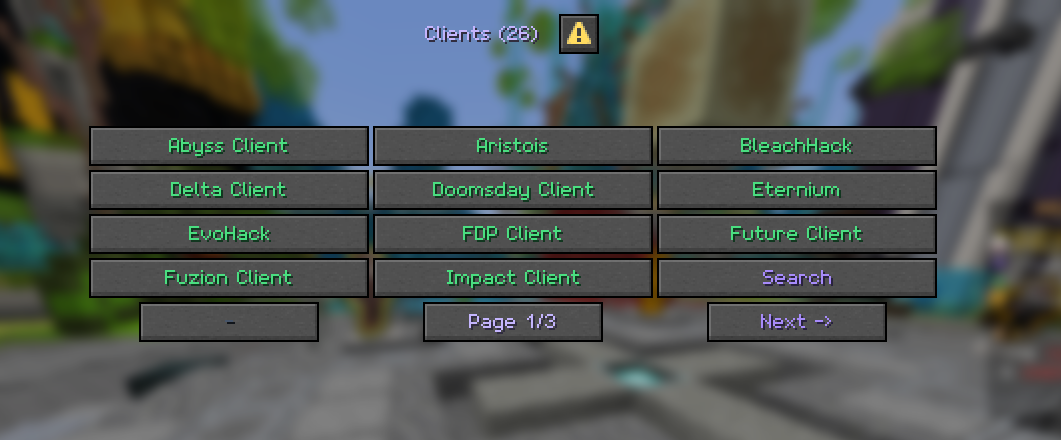 Clients (26)
Abyss Client Aristois BleachHack
Delta Client Doomsday Client Eternium
EvoHack FDP Client Future Client
Fuzion Client Impact Client Search
- Page 1/3 Next ->